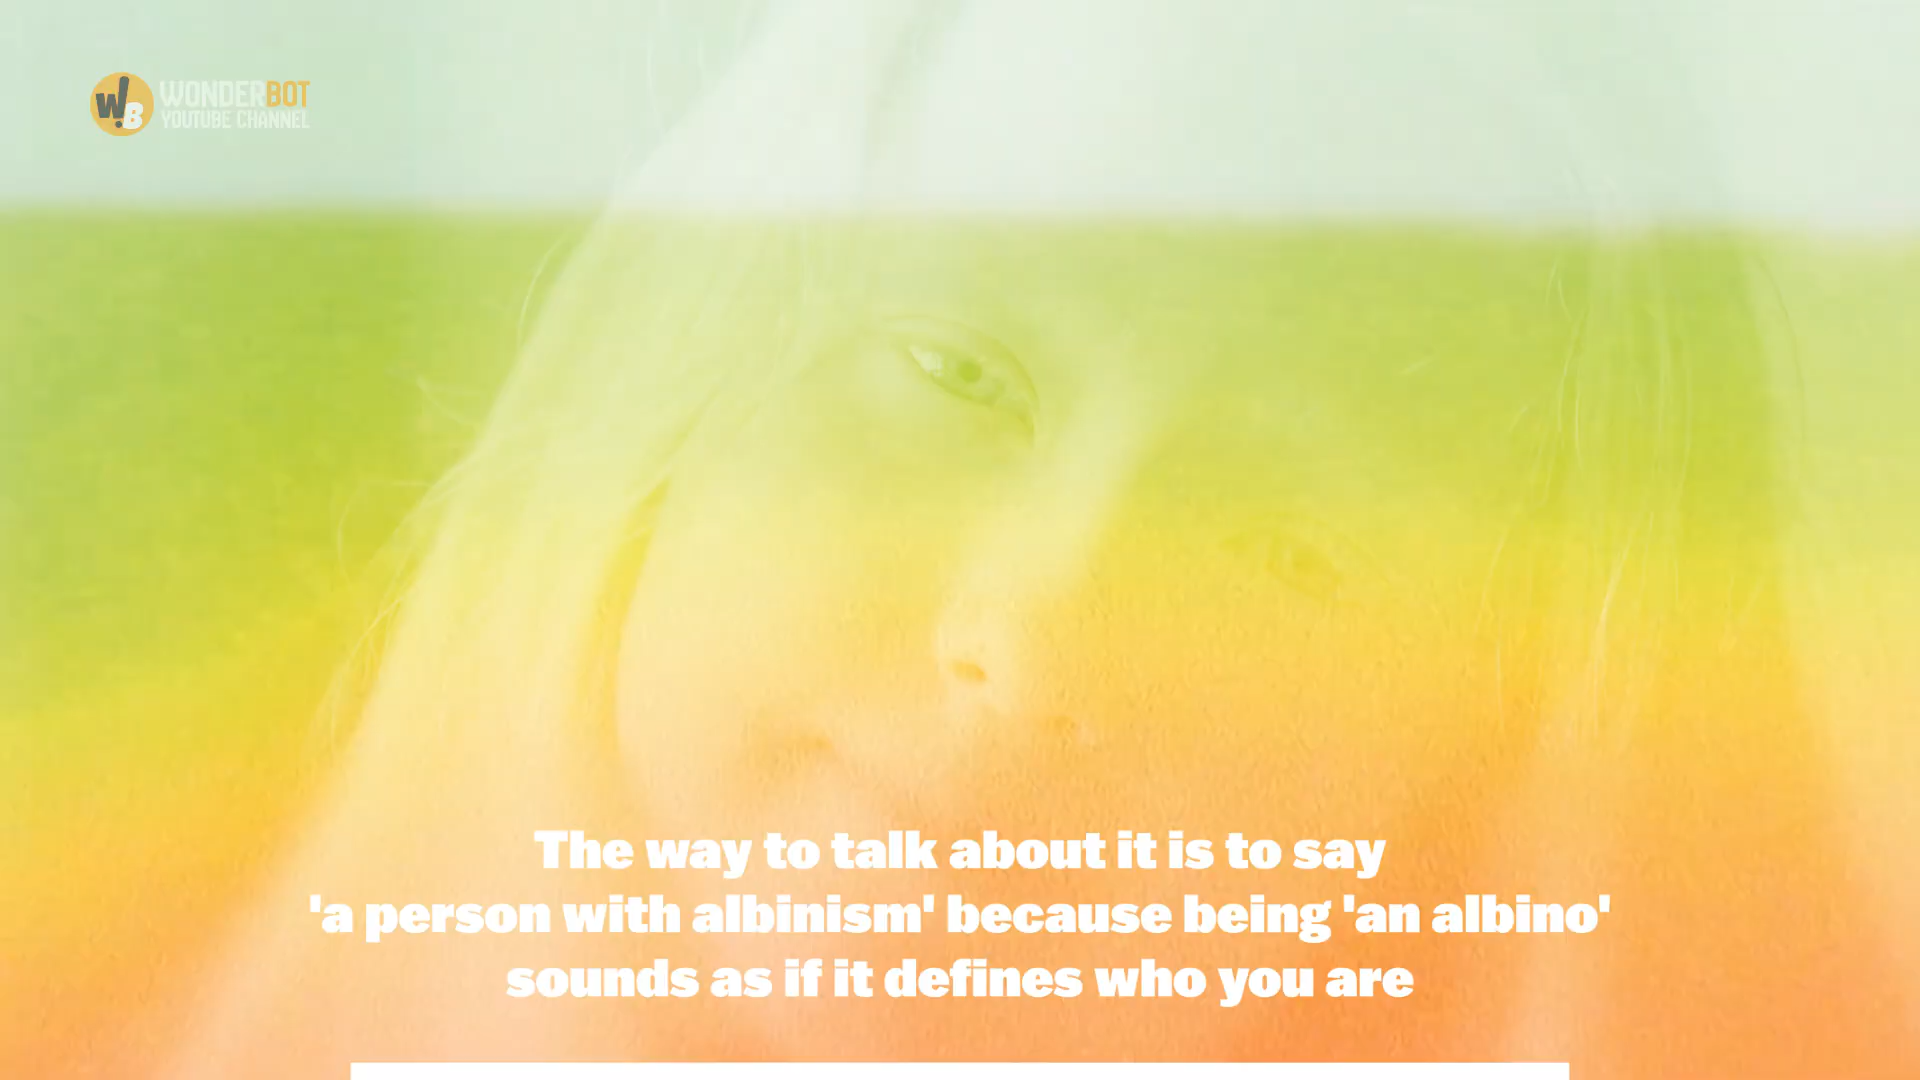 WONDERBOT
YOUTUBE CHANNEL
The way to talk about it is to say
'a person with albinism' because being 'an albino'
sounds as if it defines who you are